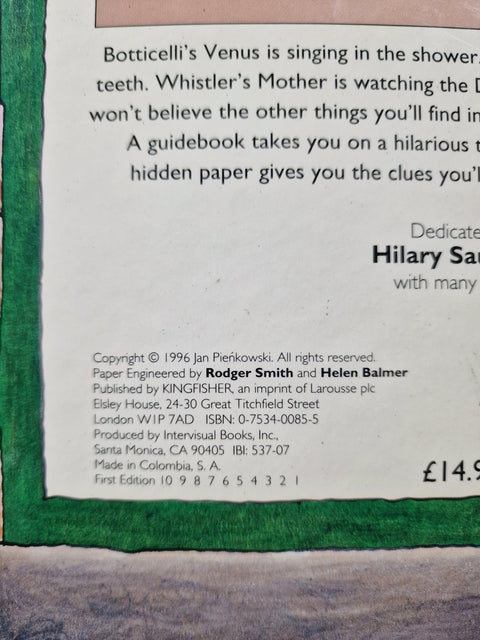 Botticelli's Venus is singing in the shower,
teeth. Whistler's Mother is watching the
won't believe the other things you'll find in
A guidebook takes you on a hilarious
hidden paper gives you the clues you'll
Dedicate
Hilary
with many
Copyright © 1996 Jan Pieńkowski. All rights reserved.
Paper Engineered by Rodger Smith and Helen Balmer
Published by KINGFISHER, an imprint of Larousse plc
Elsley House, 24-30 Great Titchfield Street
London W1P 7AD ISBN: 0-7534-0085-5
Produced by Intervisual Books, Inc.,
Santa Monica, CA 90405 IBI: 537-07
Made in Colombia, S. A.
First Edition 10 9 8 7 6 5 4 3 2 1
£14.9